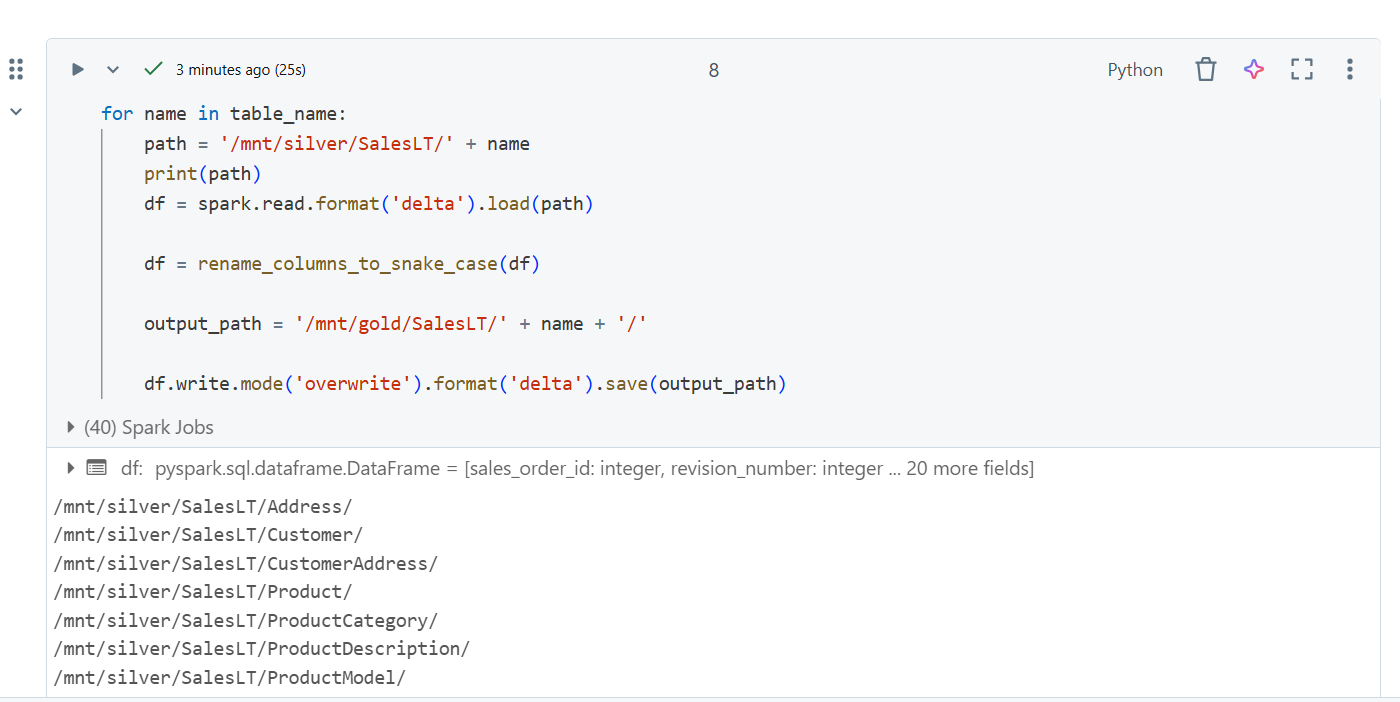 3 minutes ago (25s)
8
Python
for name in table_name:
    path = '/mnt/silver/SalesLT/' + name
    print(path)
    df = spark.read.format('delta').load(path)
    df = rename_columns_to_snake_case(df)
    output_path = '/mnt/gold/SalesLT/' + name + '/'
    df.write.mode('overwrite').format('delta').save(output_path)
(40) Spark Jobs
df: pyspark.sql.dataframe.DataFrame = [sales_order_id: integer, revision_number: integer ... 20 more fields]
/mnt/silver/SalesLT/Address/
/mnt/silver/SalesLT/Customer/
/mnt/silver/SalesLT/CustomerAddress/
/mnt/silver/SalesLT/Product/
/mnt/silver/SalesLT/ProductCategory/
/mnt/silver/SalesLT/ProductDescription/
/mnt/silver/SalesLT/ProductModel/